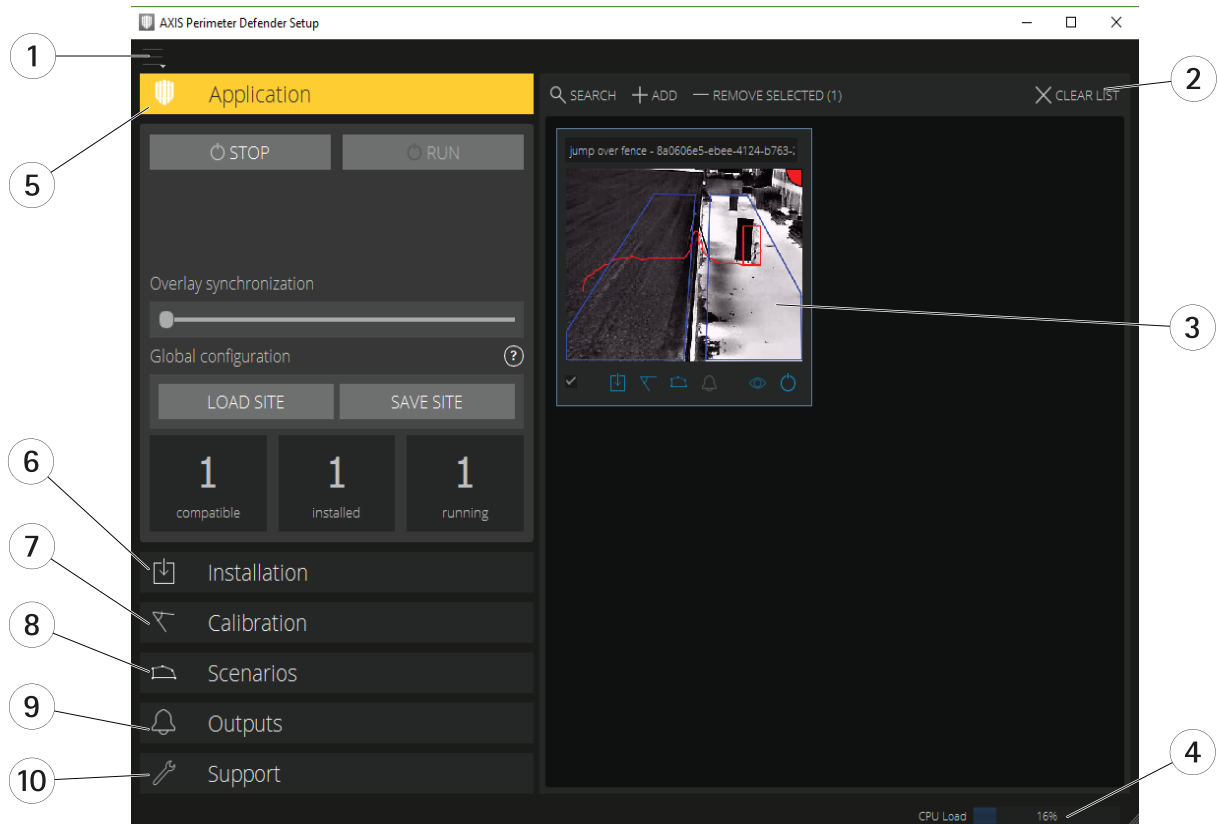 AXIS Perimeter Defender Setup
1
2
Application
SEARCH ADD REMOVE SELECTED (1) CLEAR LIST
jump over fence - 8a0606e5-ebee-4124-b763-
5
STOP RUN
Overlay synchronization
3
Global configuration ?
LOAD SITE SAVE SITE
6
1 1 1
compatible installed running
7
Installation
8
Calibration
Scenarios
9
Outputs
4
10
Support
CPU Load 16%